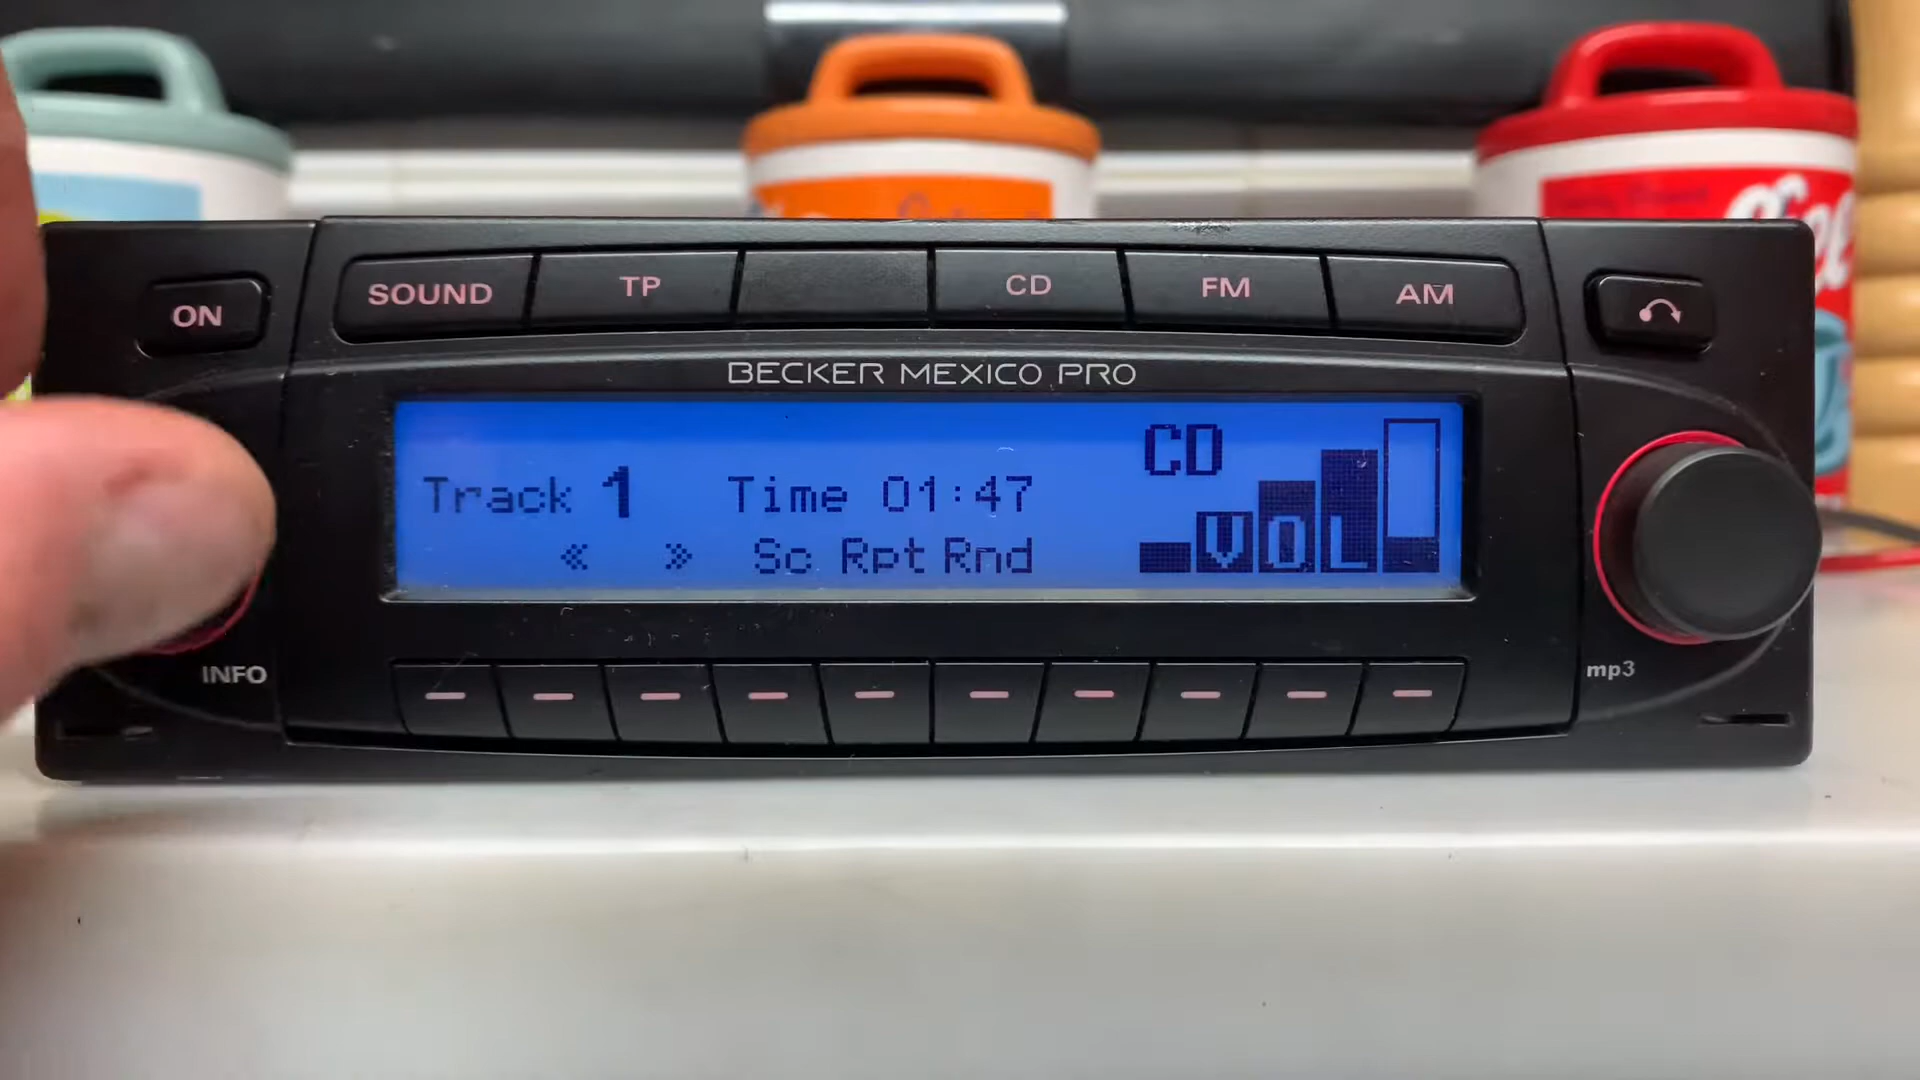 ON
SOUND
TP
CD
FM
AM
BECKER MEXICO PRO
CD
Track 1 Time 01:47
« » Sc Rpt Rnd
VOL
INFO
mp3